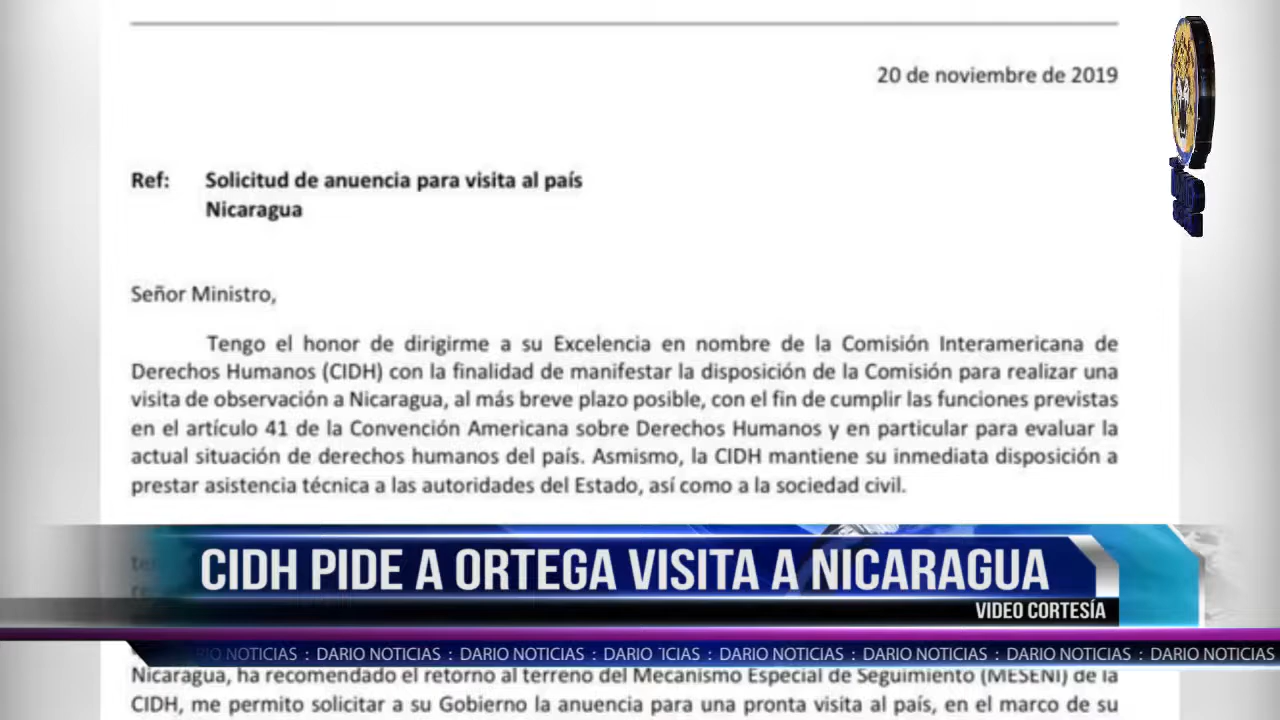 20 de noviembre de 2019
Ref: Solicitud de anuencia para visita al país
Nicaragua
Señor Ministro,
Tengo el honor de dirigirme a su Excelencia en nombre de la Comisión Interamericana de
Derechos Humanos (CIDH) con la finalidad de manifestar la disposición de la Comisión para realizar una
visita de observación a Nicaragua, al más breve plazo posible, con el fin de cumplir las funciones previstas
en el artículo 41 de la Convención Americana sobre Derechos Humanos y en particular para evaluar la
actual situación de derechos humanos del país. Asmismo, la CIDH mantiene su inmediata disposición a
prestar asistencia técnica a las autoridades del Estado, así como a la sociedad civil.
CIDH PIDE A ORTEGA VISITA A NICARAGUA
VIDEO CORTESÍA
NOTICIAS : DARIO NOTICIAS : DARIO NOTICIAS : DARIO : DARIO NOTICIAS : DARIO NOTICIAS : DARIO NOTICIAS : DARIO NOTICIAS
Nicaragua, ha recomendado el retorno al terreno del Mecanismo Especial de Seguimiento (MESENI) de la
CIDH, me permito solicitar a su Gobierno la anuencia para una pronta visita al país, en el marco de su